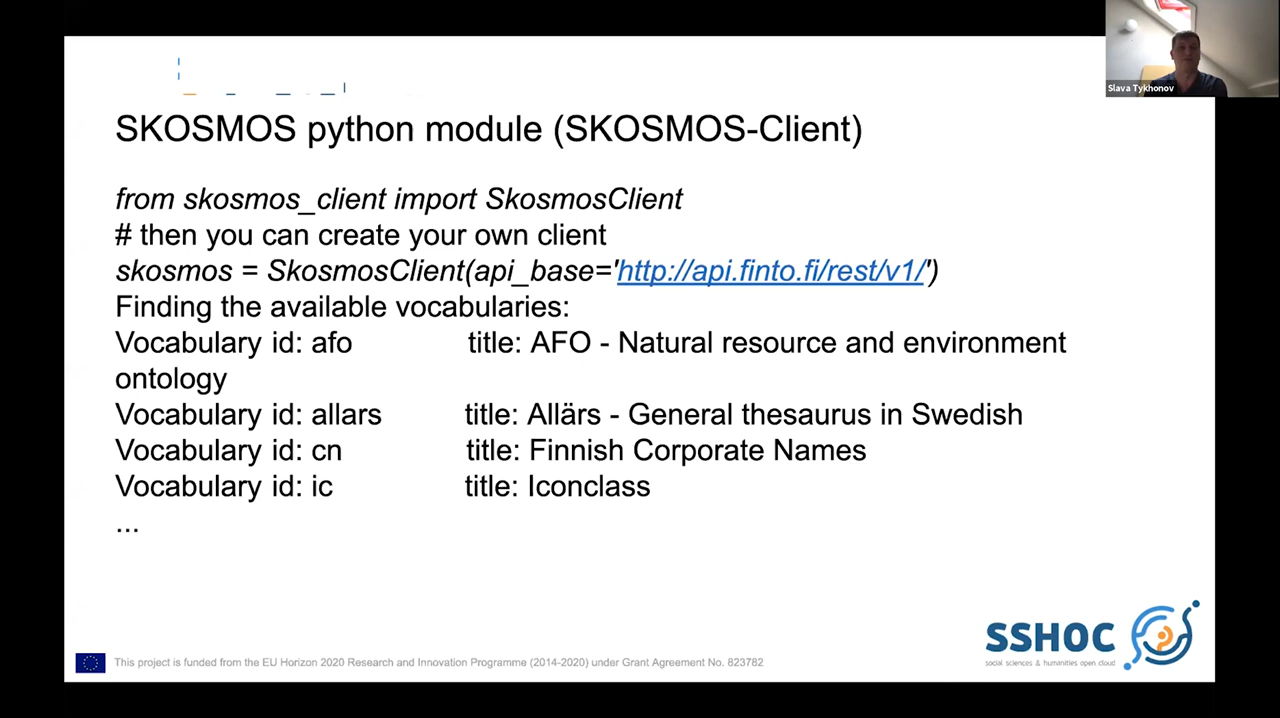 Slava Tykhonov
SKOSMOS python module (SKOSMOS-Client)
from skosmos_client import SkosmosClient
# then you can create your own client
skosmos = SkosmosClient(api_base='http://api.finto.fi/rest/v1/')
Finding the available vocabularies:
Vocabulary id: afo title: AFO - Natural resource and environment
ontology
Vocabulary id: allars title: Allärs - General thesaurus in Swedish
Vocabulary id: cn title: Finnish Corporate Names
Vocabulary id: ic title: Iconclass
...
SSHOC
social sciences & humanities open cloud
This project is funded from the EU Horizon 2020 Research and Innovation Programme (2014-2020) under Grant Agreement No. 823782